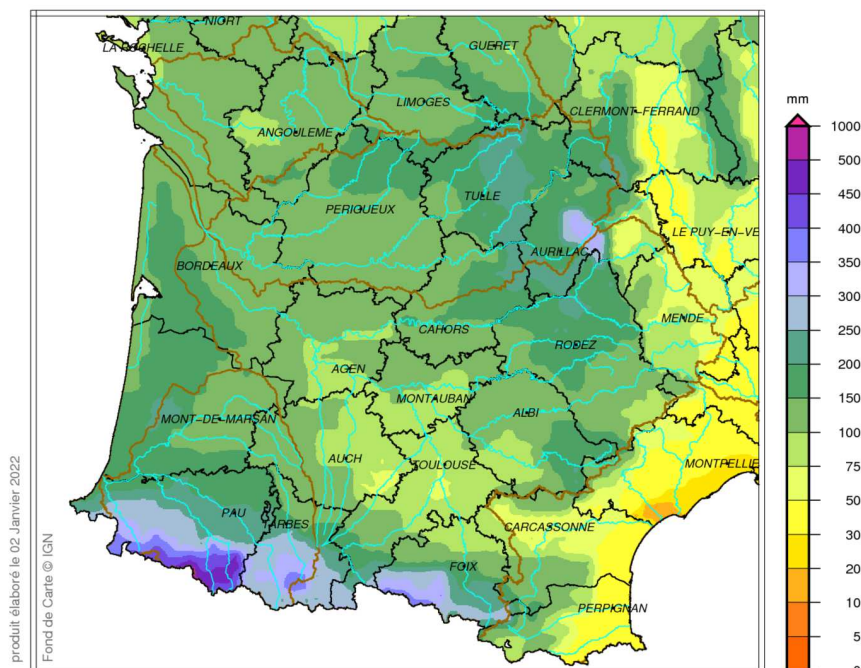 NIORT
LA ROCHELLE
GUERET
LIMOGES
CLERMONT-FERRAND
ANGOULEME
TULLE
PERIGUEUX
LE PUY-EN-VE
AURILLAC
BORDEAUX
MENDE
CAHORS
RODEZ
AGEN
MONTAUBAN
ALBI
MONT-DE-MARSAN
AUCH
TOULOUSE
MONTPELLIE
PAU
TARBES
CARCASSONNE
FOIX
PERPIGNAN
mm
1000
500
450
400
350
300
250
200
150
100
75
50
30
20
10
5
produit élaboré le 02 Janvier 2022
Fond de Carte © IGN